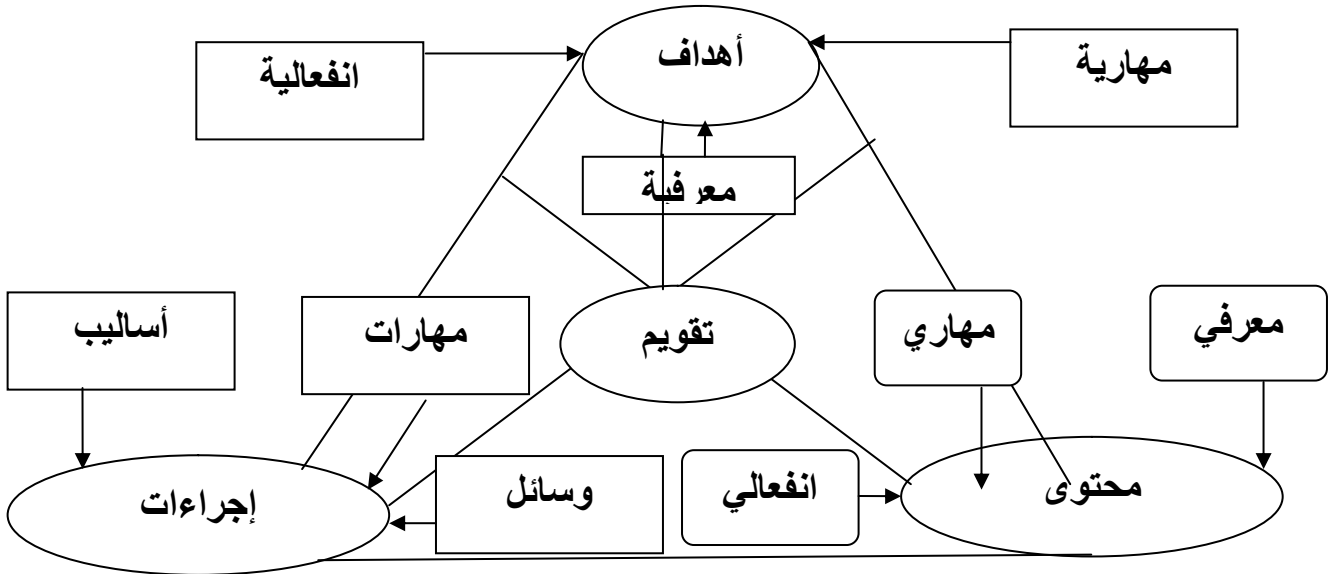 أهداف
مهارية
انفعالية
معرفية
معرفي
مهاري
تقويم
مهارات
أساليب
محتوى
انفعالي
وسائل
إجراءات